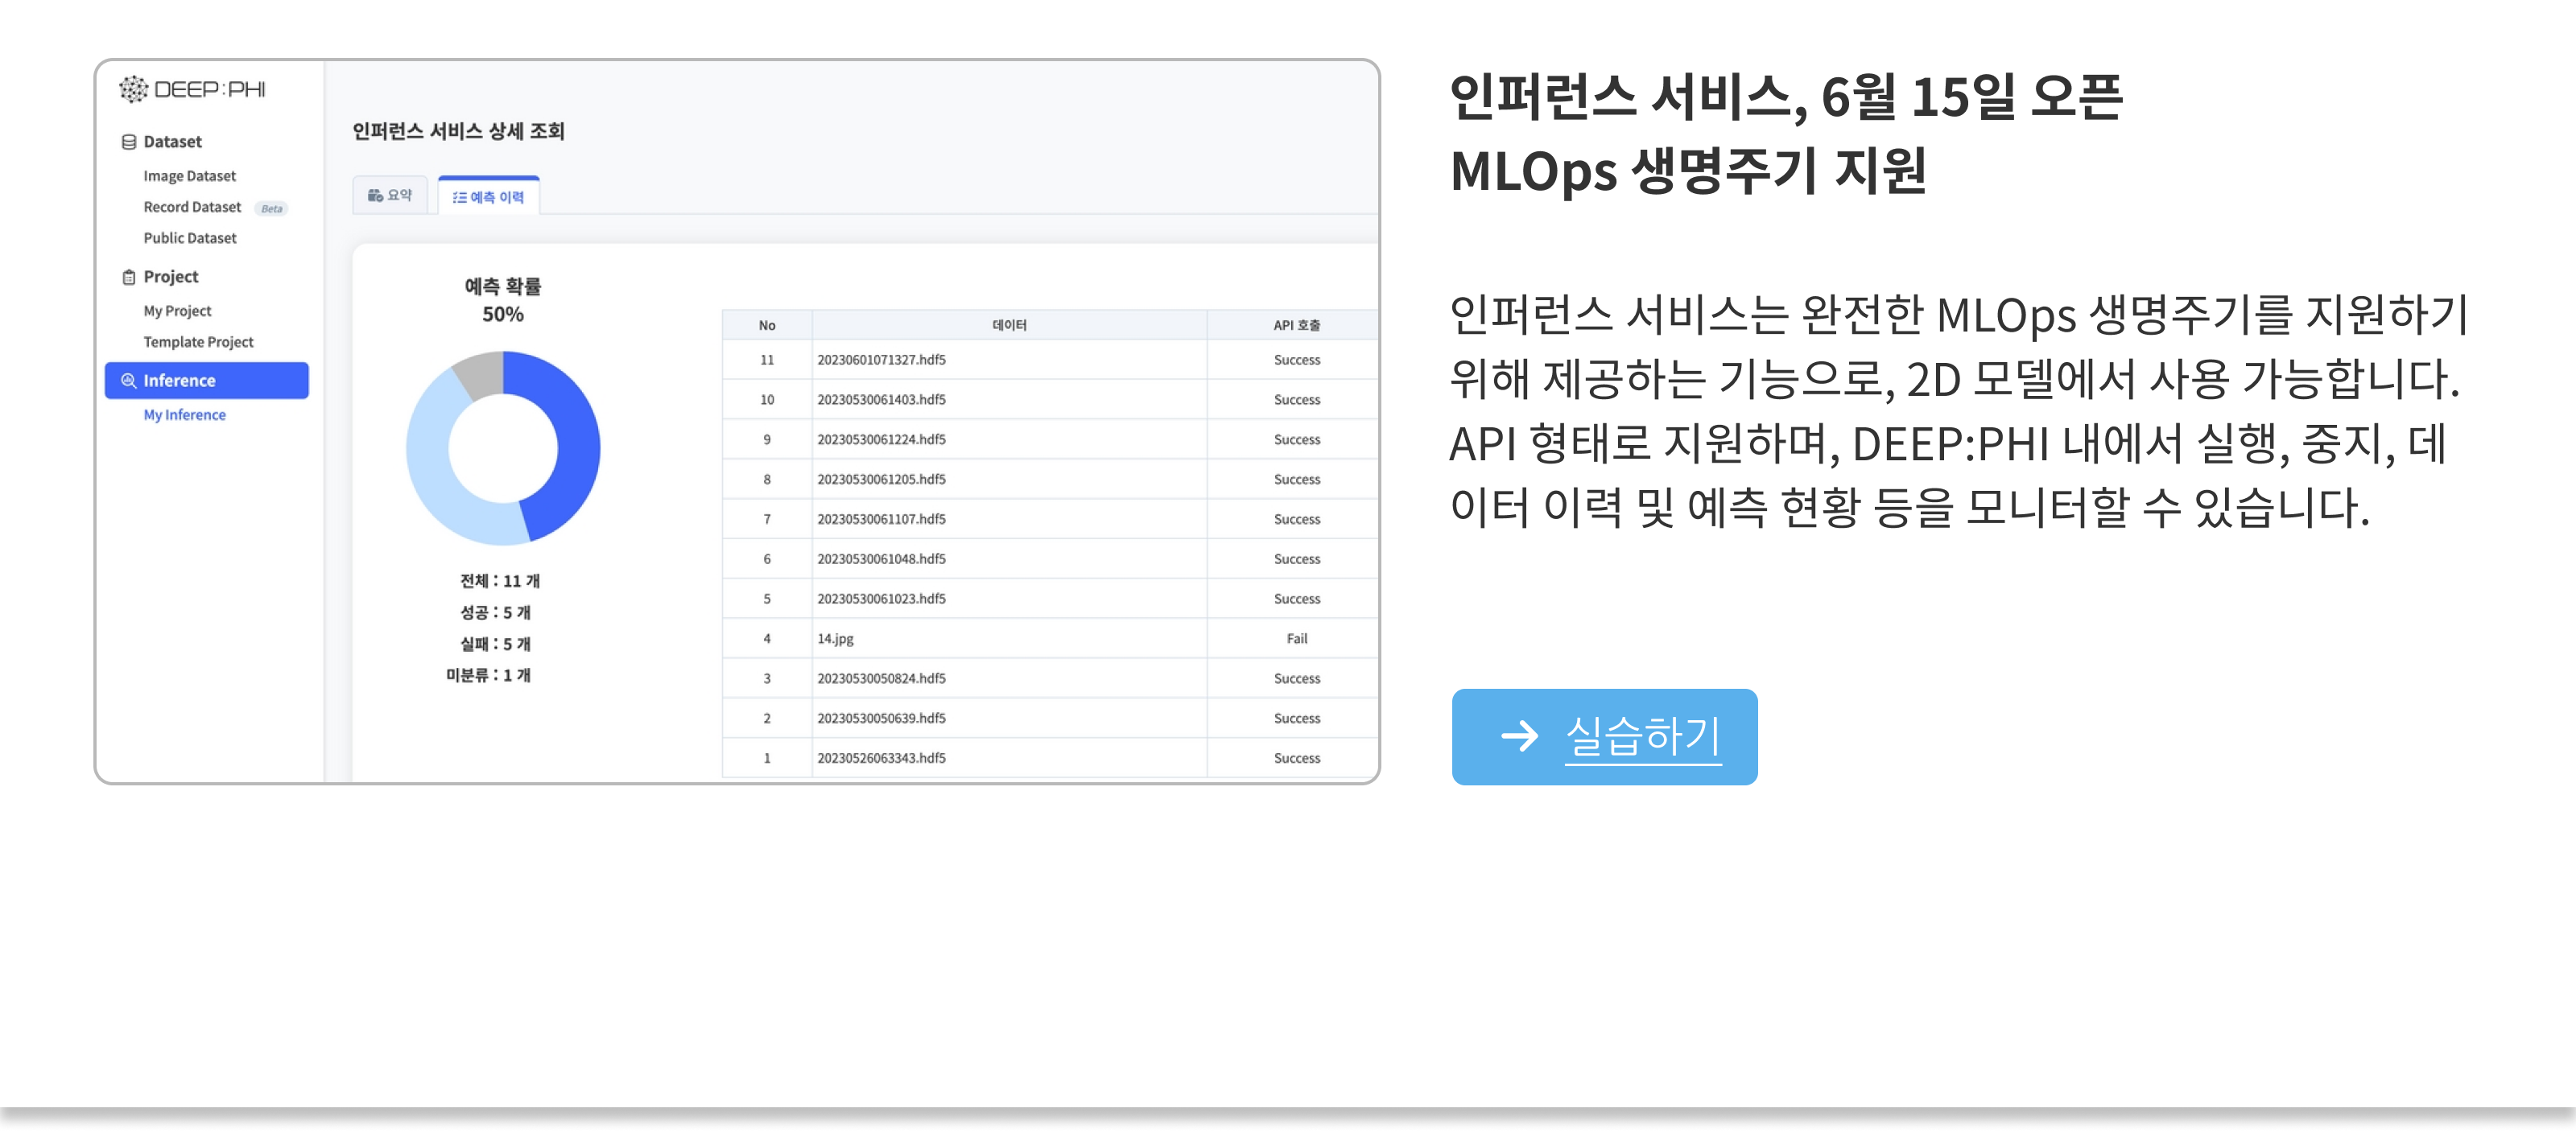 DEEP:PHI
Dataset
Image Dataset
Record Dataset Beta
Public Dataset
Project
My Project
Template Project
Inference
My Inference
인퍼런스 서비스 상세 조회
요약
예측 이력
예측 확률
50%
전체 : 11 개
성공 : 5 개
실패 : 5 개
미분류 : 1 개
No 데이터 API 호출
11 20230601071327.hdf5 Success
10 20230530061403.hdf5 Success
9 20230530061224.hdf5 Success
8 20230530061205.hdf5 Success
7 20230530061107.hdf5 Success
6 20230530061048.hdf5 Success
5 20230530061023.hdf5 Success
4 14.jpg Fail
3 20230530050824.hdf5 Success
2 20230530050639.hdf5 Success
1 20230526063343.hdf5 Success
인퍼런스 서비스, 6월 15일 오픈
MLOps 생명주기 지원
인퍼런스 서비스는 완전한 MLOps 생명주기를 지원하기
위해 제공하는 기능으로, 2D 모델에서 사용 가능합니다.
API 형태로 지원하며, DEEP:PHI 내에서 실행, 중지, 데
이터 이력 및 예측 현황 등을 모니터할 수 있습니다.
실습하기